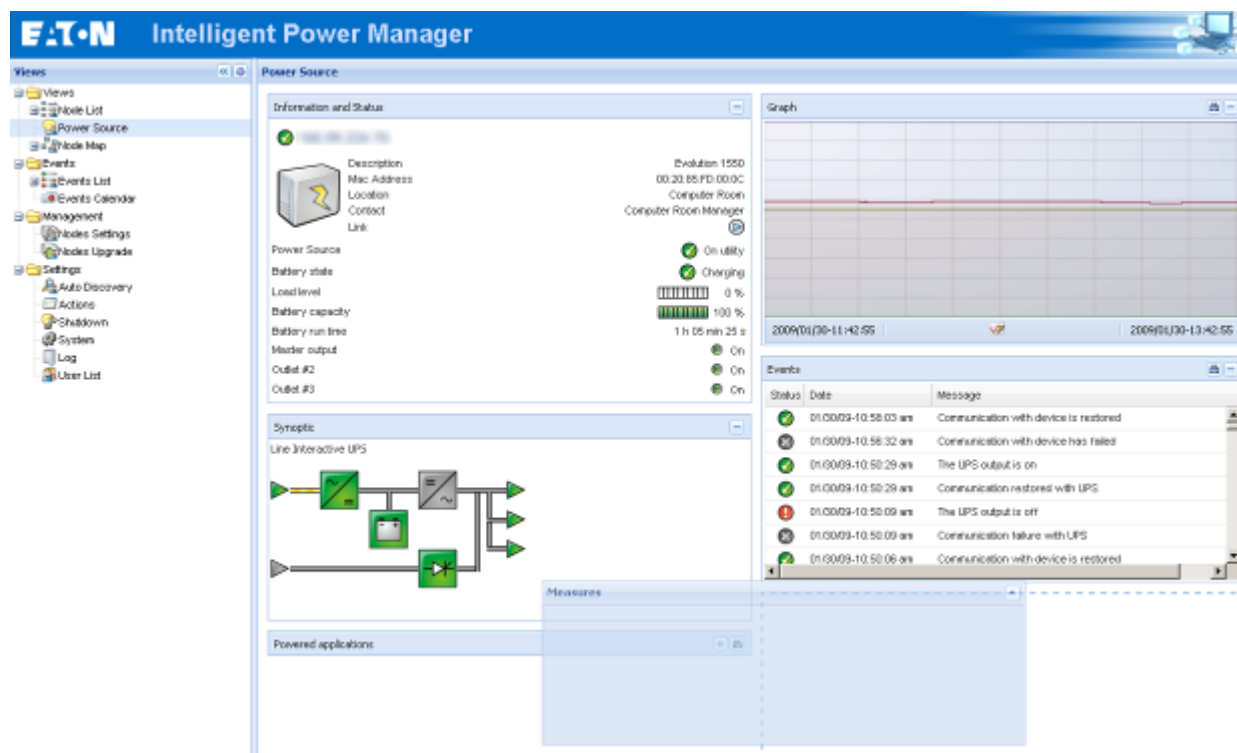 EATON Intelligent Power Manager
Views
Views
Node List
Power Source
Node Map
Events
Events List
Events Calendar
Management
Nodes Settings
Nodes Upgrade
Settings
Auto Discovery
Actions
Shutdown
System
Log
User List
Power Source
Information and Status
Description Evolution 1550
Mac Address 00:20:85:FD:00:0C
Location Computer Room
Contact Computer Room Manager
Link
Power Source On utility
Battery state Charging
Load level 0 %
Battery capacity 100 %
Battery run time 1 h 05 min 25 s
Master output On
Outlet #2 On
Outlet #3 On
Synoptic
Line Interactive UPS
Powered applications
Graph
2009/01/30-11:42:55 2009/01/30-13:42:55
Events
Status Date Message
01/30/09-10:58:03 am Communication with device is restored
01/30/09-10:56:32 am Communication with device has failed
01/30/09-10:50:29 am The UPS output is on
01/30/09-10:50:29 am Communication restored with UPS
01/30/09-10:50:09 am The UPS output is off
01/30/09-10:50:09 am Communication failure with UPS
01/30/09-10:50:06 am Communication with device is restored
Measures